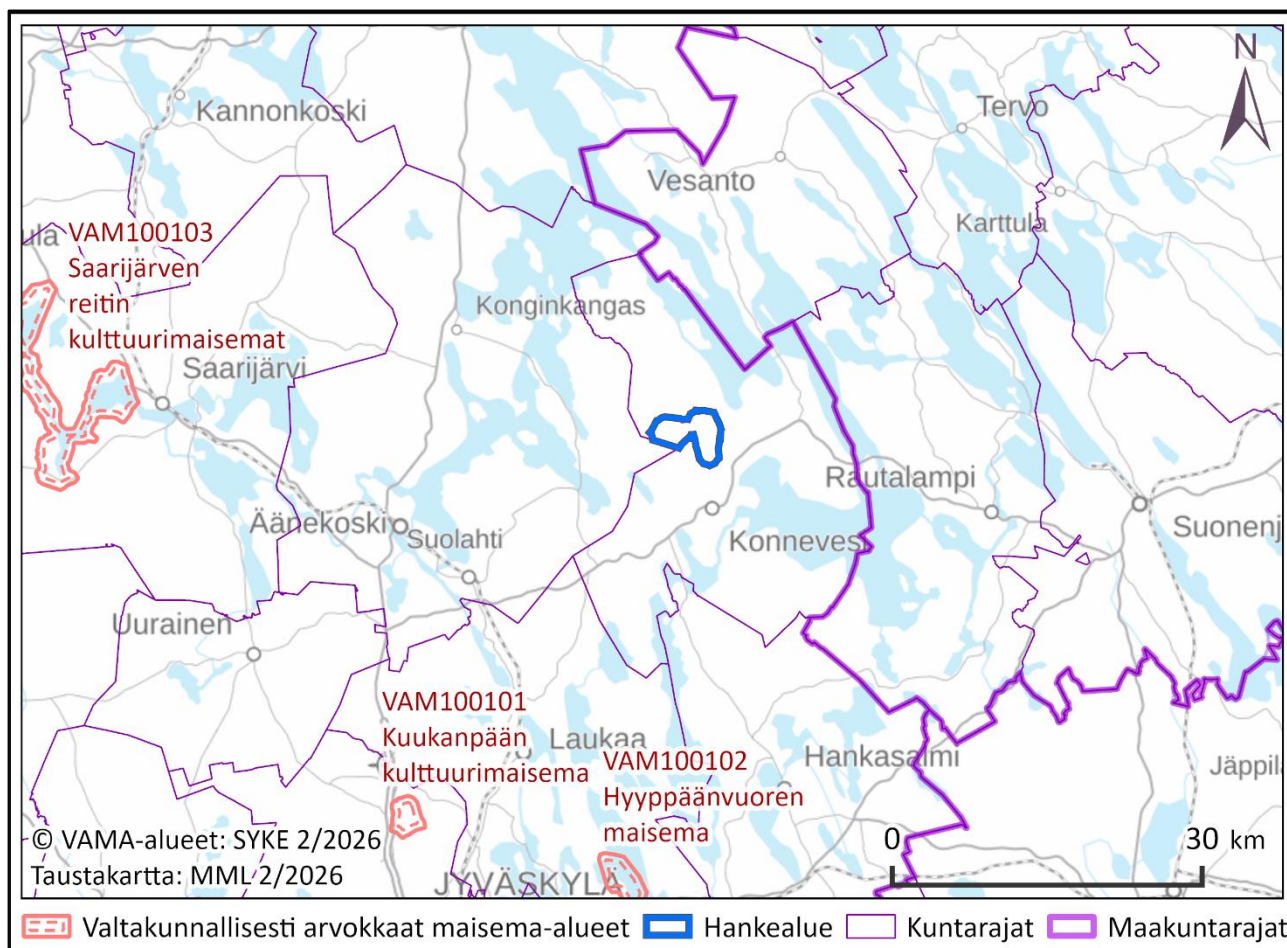 N
Kannonkoski
Tervo
Vesanto
Karttula
VAM100103
Saarijärven
reitin
kulttuurimaisemat
ula
Konginkangas
Saarijärvi
Rautalampi
Äänekoski
Suolahti
Konnevesi
Suonenj
Uurainen
VAM100101
Kuukanpään
kulttuurimaisema
Laukaa
VAM100102
Hyyppäänvuoren
maisema
Hankasalmi
Jäppilä
© VAMA-alueet: SYKE 2/2026
Taustakartta: MML 2/2026
JYVÄSKYLÄ
0 30 km
Valtakunnallisesti arvokkaat maisema-alueet Hankealue Kuntarajat Maakuntarajat